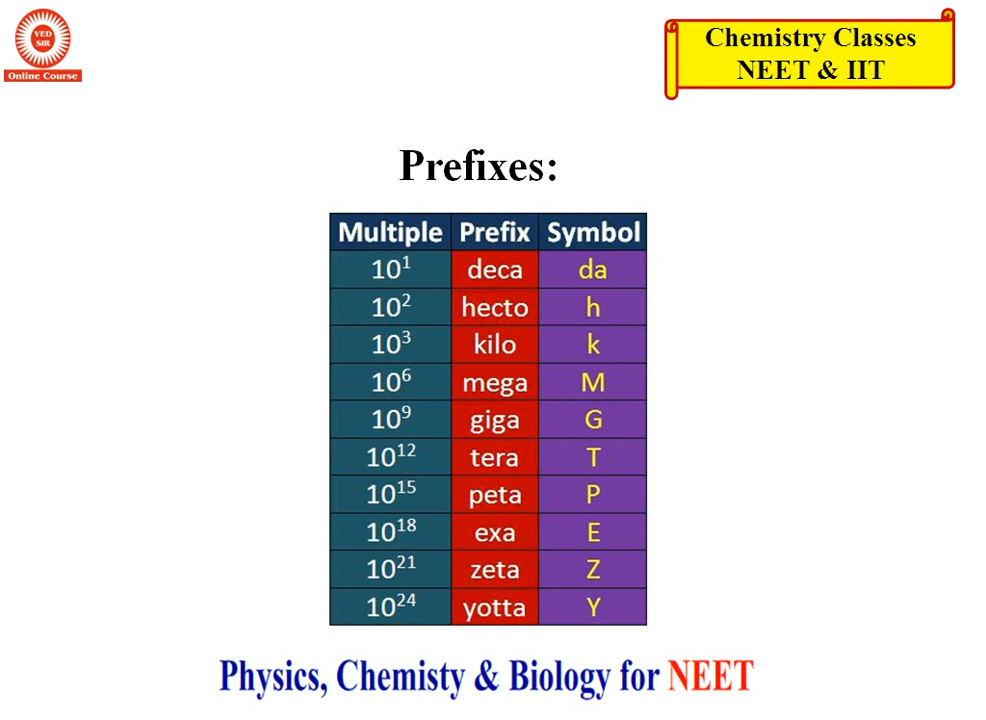 VED
SIR
Online Course
Chemistry Classes
NEET & IIT
Prefixes:
Multiple Prefix Symbol
10¹ deca da
10² hecto h
10³ kilo k
10⁶ mega M
10⁹ giga G
10¹² tera T
10¹⁵ peta P
10¹⁸ exa E
10²¹ zeta Z
10²⁴ yotta Y
Physics, Chemisty & Biology for NEET